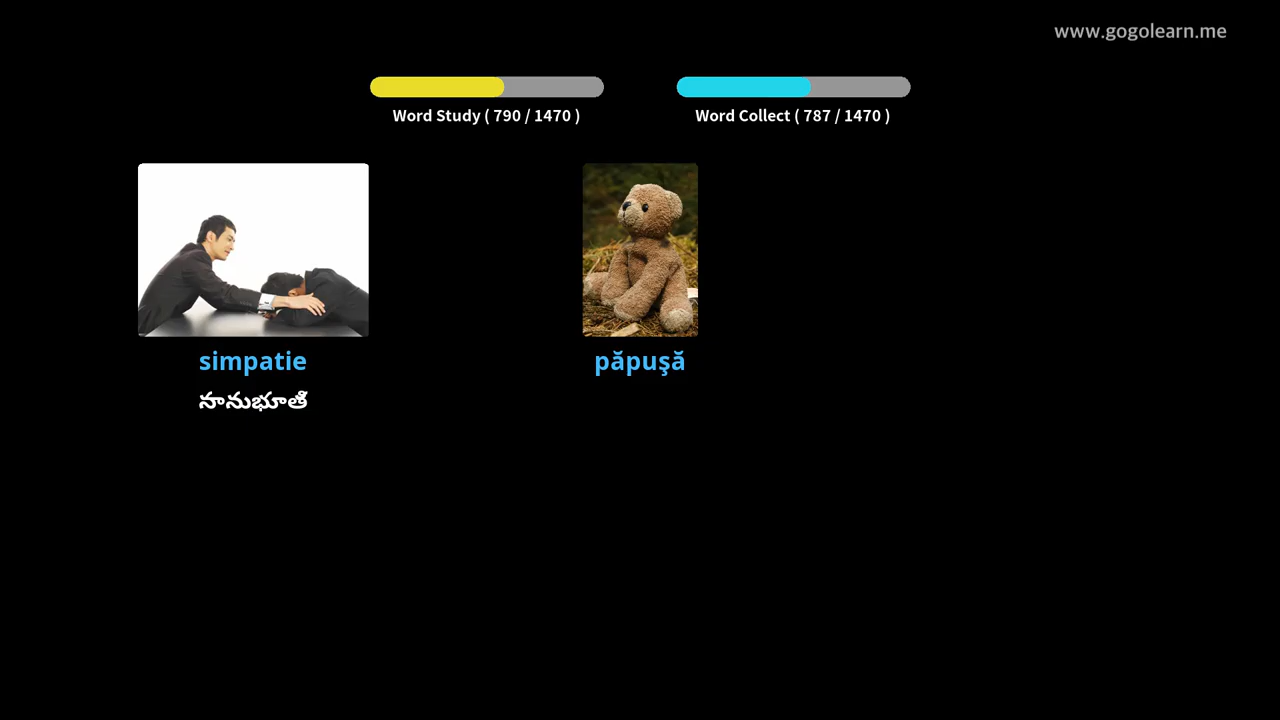 www.gogolearn.me
Word Study ( 790 / 1470 )
Word Collect ( 787 / 1470 )
simpatie
păpuşă
సానుభూతి